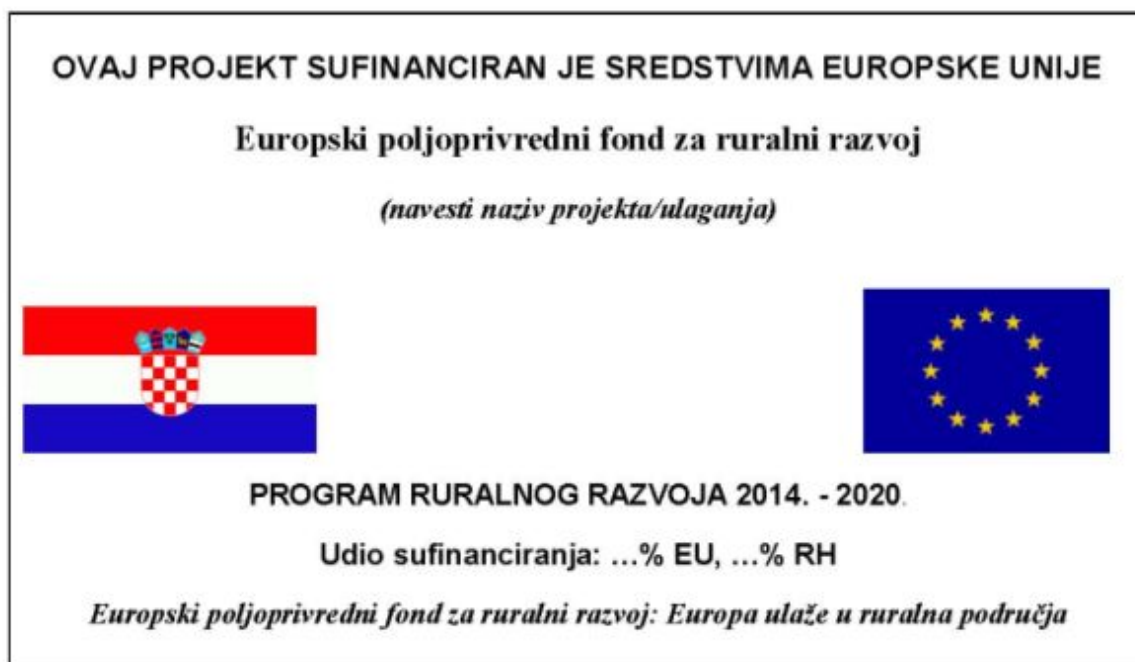 OVAJ PROJEKT SUFINANCIRAN JE SREDSTVIMA EUROPSKE UNIJE
Europski poljoprivredni fond za ruralni razvoj
(navesti naziv projekta/ulaganja)
PROGRAM RURALNOG RAZVOJA 2014. - 2020.
Udio sufinanciranja: ...% EU, ...% RH
Europski poljoprivredni fond za ruralni razvoj: Europa ulaže u ruralna područja